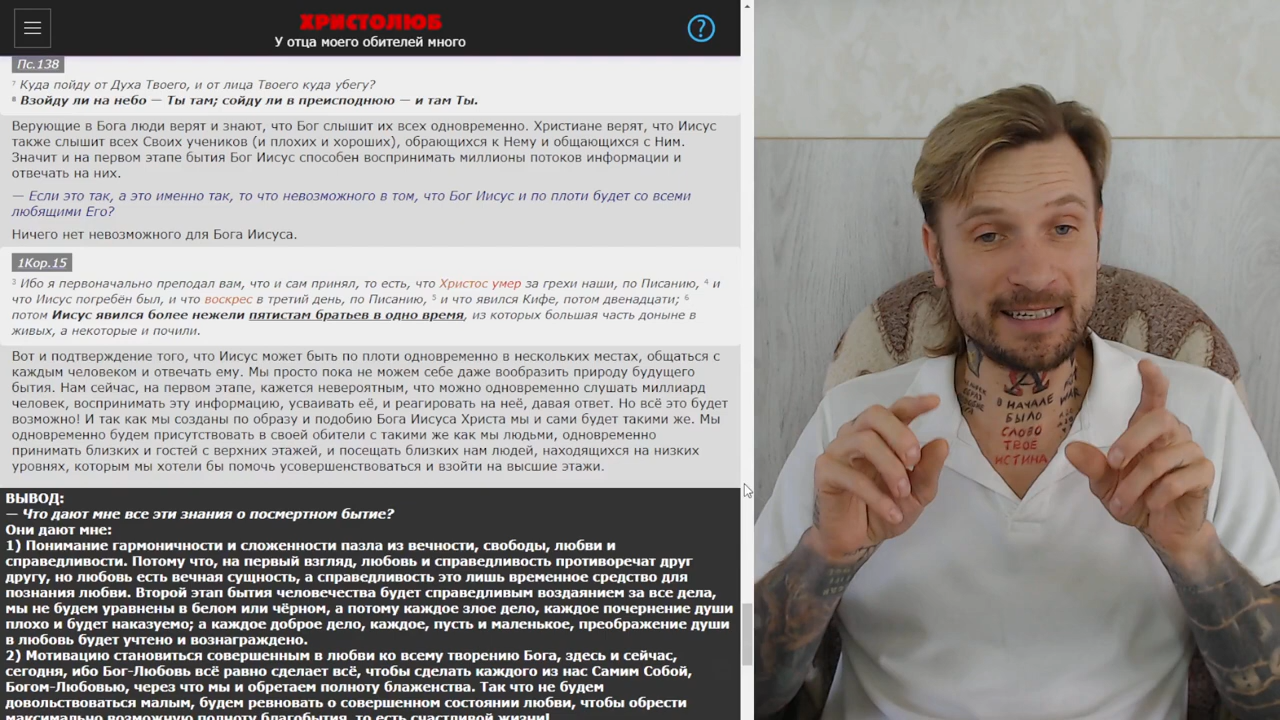 ХРИСТОЛЮБ
У отца моего обителей много
?
Пс.138
7 Куда пойду от Духа Твоего, и от лица Твоего куда убегу?
8 Взойду ли на небо — Ты там; сойду ли в преисподнюю — и там Ты.
Верующие в Бога люди верят и знают, что Бог слышит их всех одновременно. Христиане верят, что Иисус
также слышит всех Своих учеников (и плохих и хороших), обрающихся к Нему и общающихся с Ним.
Значит и на первом этапе бытия Бог Иисус способен воспринимать миллионы потоков информации и
отвечать на них.
— Если это так, а это именно так, то что невозможного в том, что Бог Иисус и по плоти будет со всеми
любящими Его?
Ничего нет невозможного для Бога Иисуса.
1Кор.15
3 Ибо я первоначально преподал вам, что и сам принял, то есть, что Христос умер за грехи наши, по Писанию, 4 и
что Иисус погребён был, и что воскрес в третий день, по Писанию, 5 и что явился Кифе, потом двенадцати; 6
потом Иисус явился более нежели пятистам братьев в одно время, из которых большая часть доныне в
живых, а некоторые и почили.
Вот и подтверждение того, что Иисус может быть по плоти одновременно в нескольких местах, общаться с
каждым человеком и отвечать ему. Мы просто пока не можем себе даже вообразить природу будущего
бытия. Нам сейчас, на первом этапе, кажется невероятным, что можно одновременно слушать миллиард
человек, воспринимать эту информацию, усваивать её, и реагировать на неё, давая ответ. Но всё это будет
возможно! И так как мы созданы по образу и подобию Бога Иисуса Христа мы и сами будет такими же. Мы
одновременно будем присутствовать в своей обители с такими же как мы людьми, одновременно
принимать близких и гостей с верхних этажей, и посещать близких нам людей, находящихся на низких
уровнях, которым мы хотели бы помочь усовершенствоваться и взойти на высшие этажи.
ВЫВОД:
— Что дают мне все эти знания о посмертном бытие?
Они дают мне:
1) Понимание гармоничности и сложенности пазла из вечности, свободы, любви и
справедливости. Потому что, на первый взгляд, любовь и справедливость противоречат друг
другу, но любовь есть вечная сущность, а справедливость это лишь временное средство для
познания любви. Второй этап бытия человечества будет справедливым воздаянием за все дела,
мы не будем уравнены в белом или чёрном, а потому каждое злое дело, каждое почернение души
плохо и будет наказуемо; а каждое доброе дело, каждое, пусть и маленькое, преображение души
в любовь будет учтено и вознаграждено.
2) Мотивацию становиться совершенным в любви ко всему творению Бога, здесь и сейчас,
сегодня, ибо Бог-Любовь всё равно сделает всё, чтобы сделать каждого из нас Самим Собой,
Богом-Любовью, через что мы и обретаем полноту блаженства. Так что не будем
довольствоваться малым, будем ревновать о совершенном состоянии любви, чтобы обрести
максимально возможную полноту благобытия, то есть счастливой жизни!
В НАЧАЛЕ
БЫЛО
СЛОВО
ТВОЕ
ИСТИНА